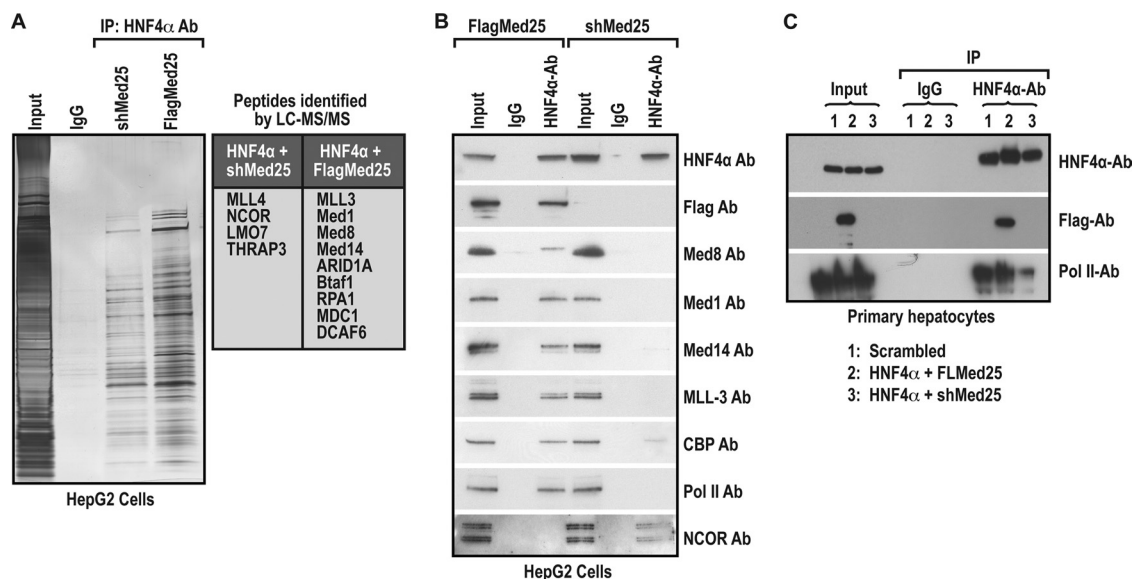 A
IP: HNF4α Ab
Input
IgG
shMed25
FlagMed25
HepG2 Cells
Peptides identified
by LC-MS/MS
HNF4α +
shMed25
HNF4α +
FlagMed25
MLL4
NCOR
LMO7
THRAP3
MLL3
Med1
Med8
Med14
ARID1A
Btaf1
RPA1
MDC1
DCAF6
B
FlagMed25 shMed25
Input
IgG
HNF4α-Ab
Input
IgG
HNF4α-Ab
HNF4α Ab
Flag Ab
Med8 Ab
Med1 Ab
Med14 Ab
MLL-3 Ab
CBP Ab
Pol II Ab
NCOR Ab
HepG2 Cells
C
IP
Input IgG HNF4α-Ab
1 2 3 1 2 3 1 2 3
HNF4α-Ab
Flag-Ab
Pol II-Ab
Primary hepatocytes
1: Scrambled
2: HNF4α + FLMed25
3: HNF4α + shMed25